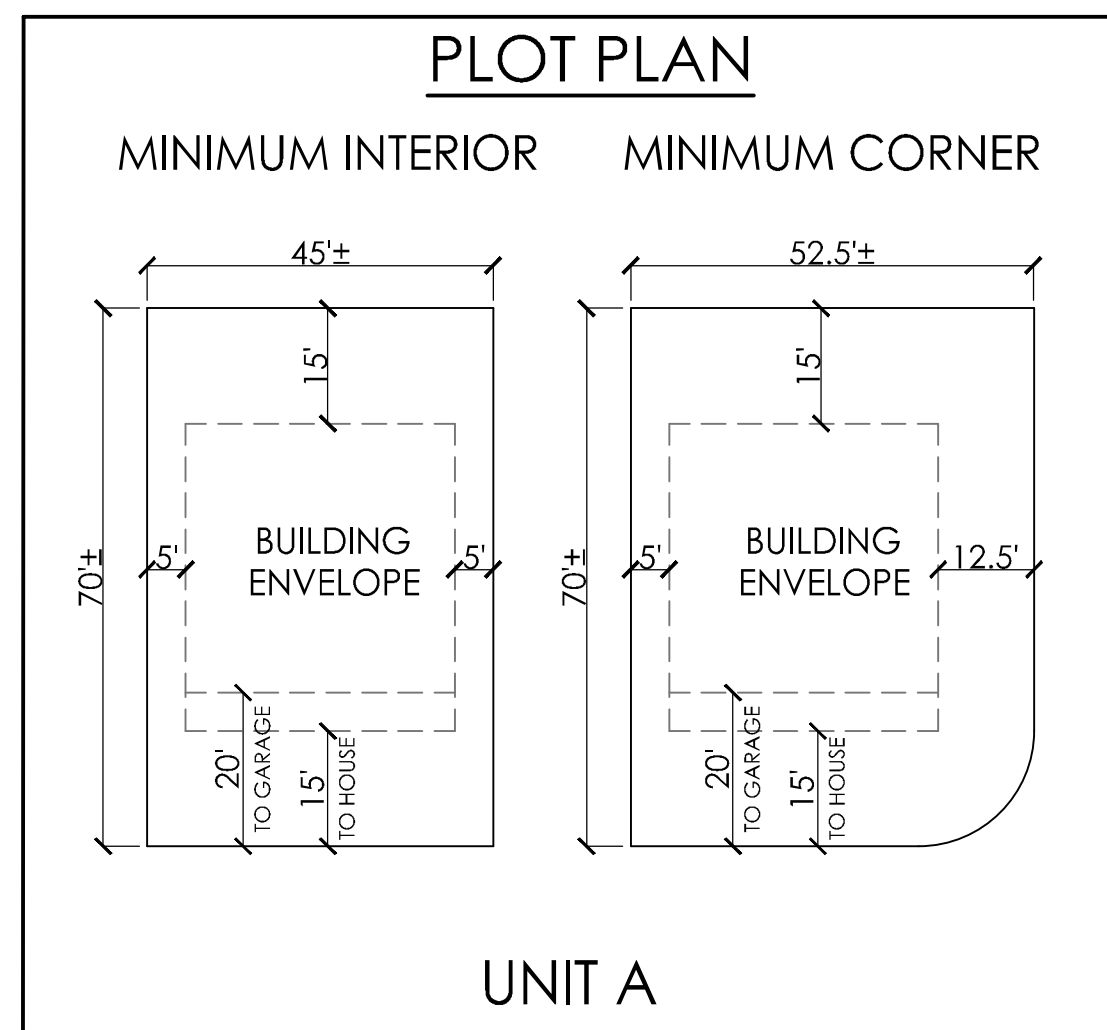 PLOT PLAN
MINIMUM INTERIOR
MINIMUM CORNER
45'±
52.5'±
15'
15'
70'±
5'
BUILDING
ENVELOPE
5'
70'±
5'
BUILDING
ENVELOPE
12.5'
20'
TO GARAGE
15'
TO HOUSE
20'
TO GARAGE
15'
TO HOUSE
UNIT A